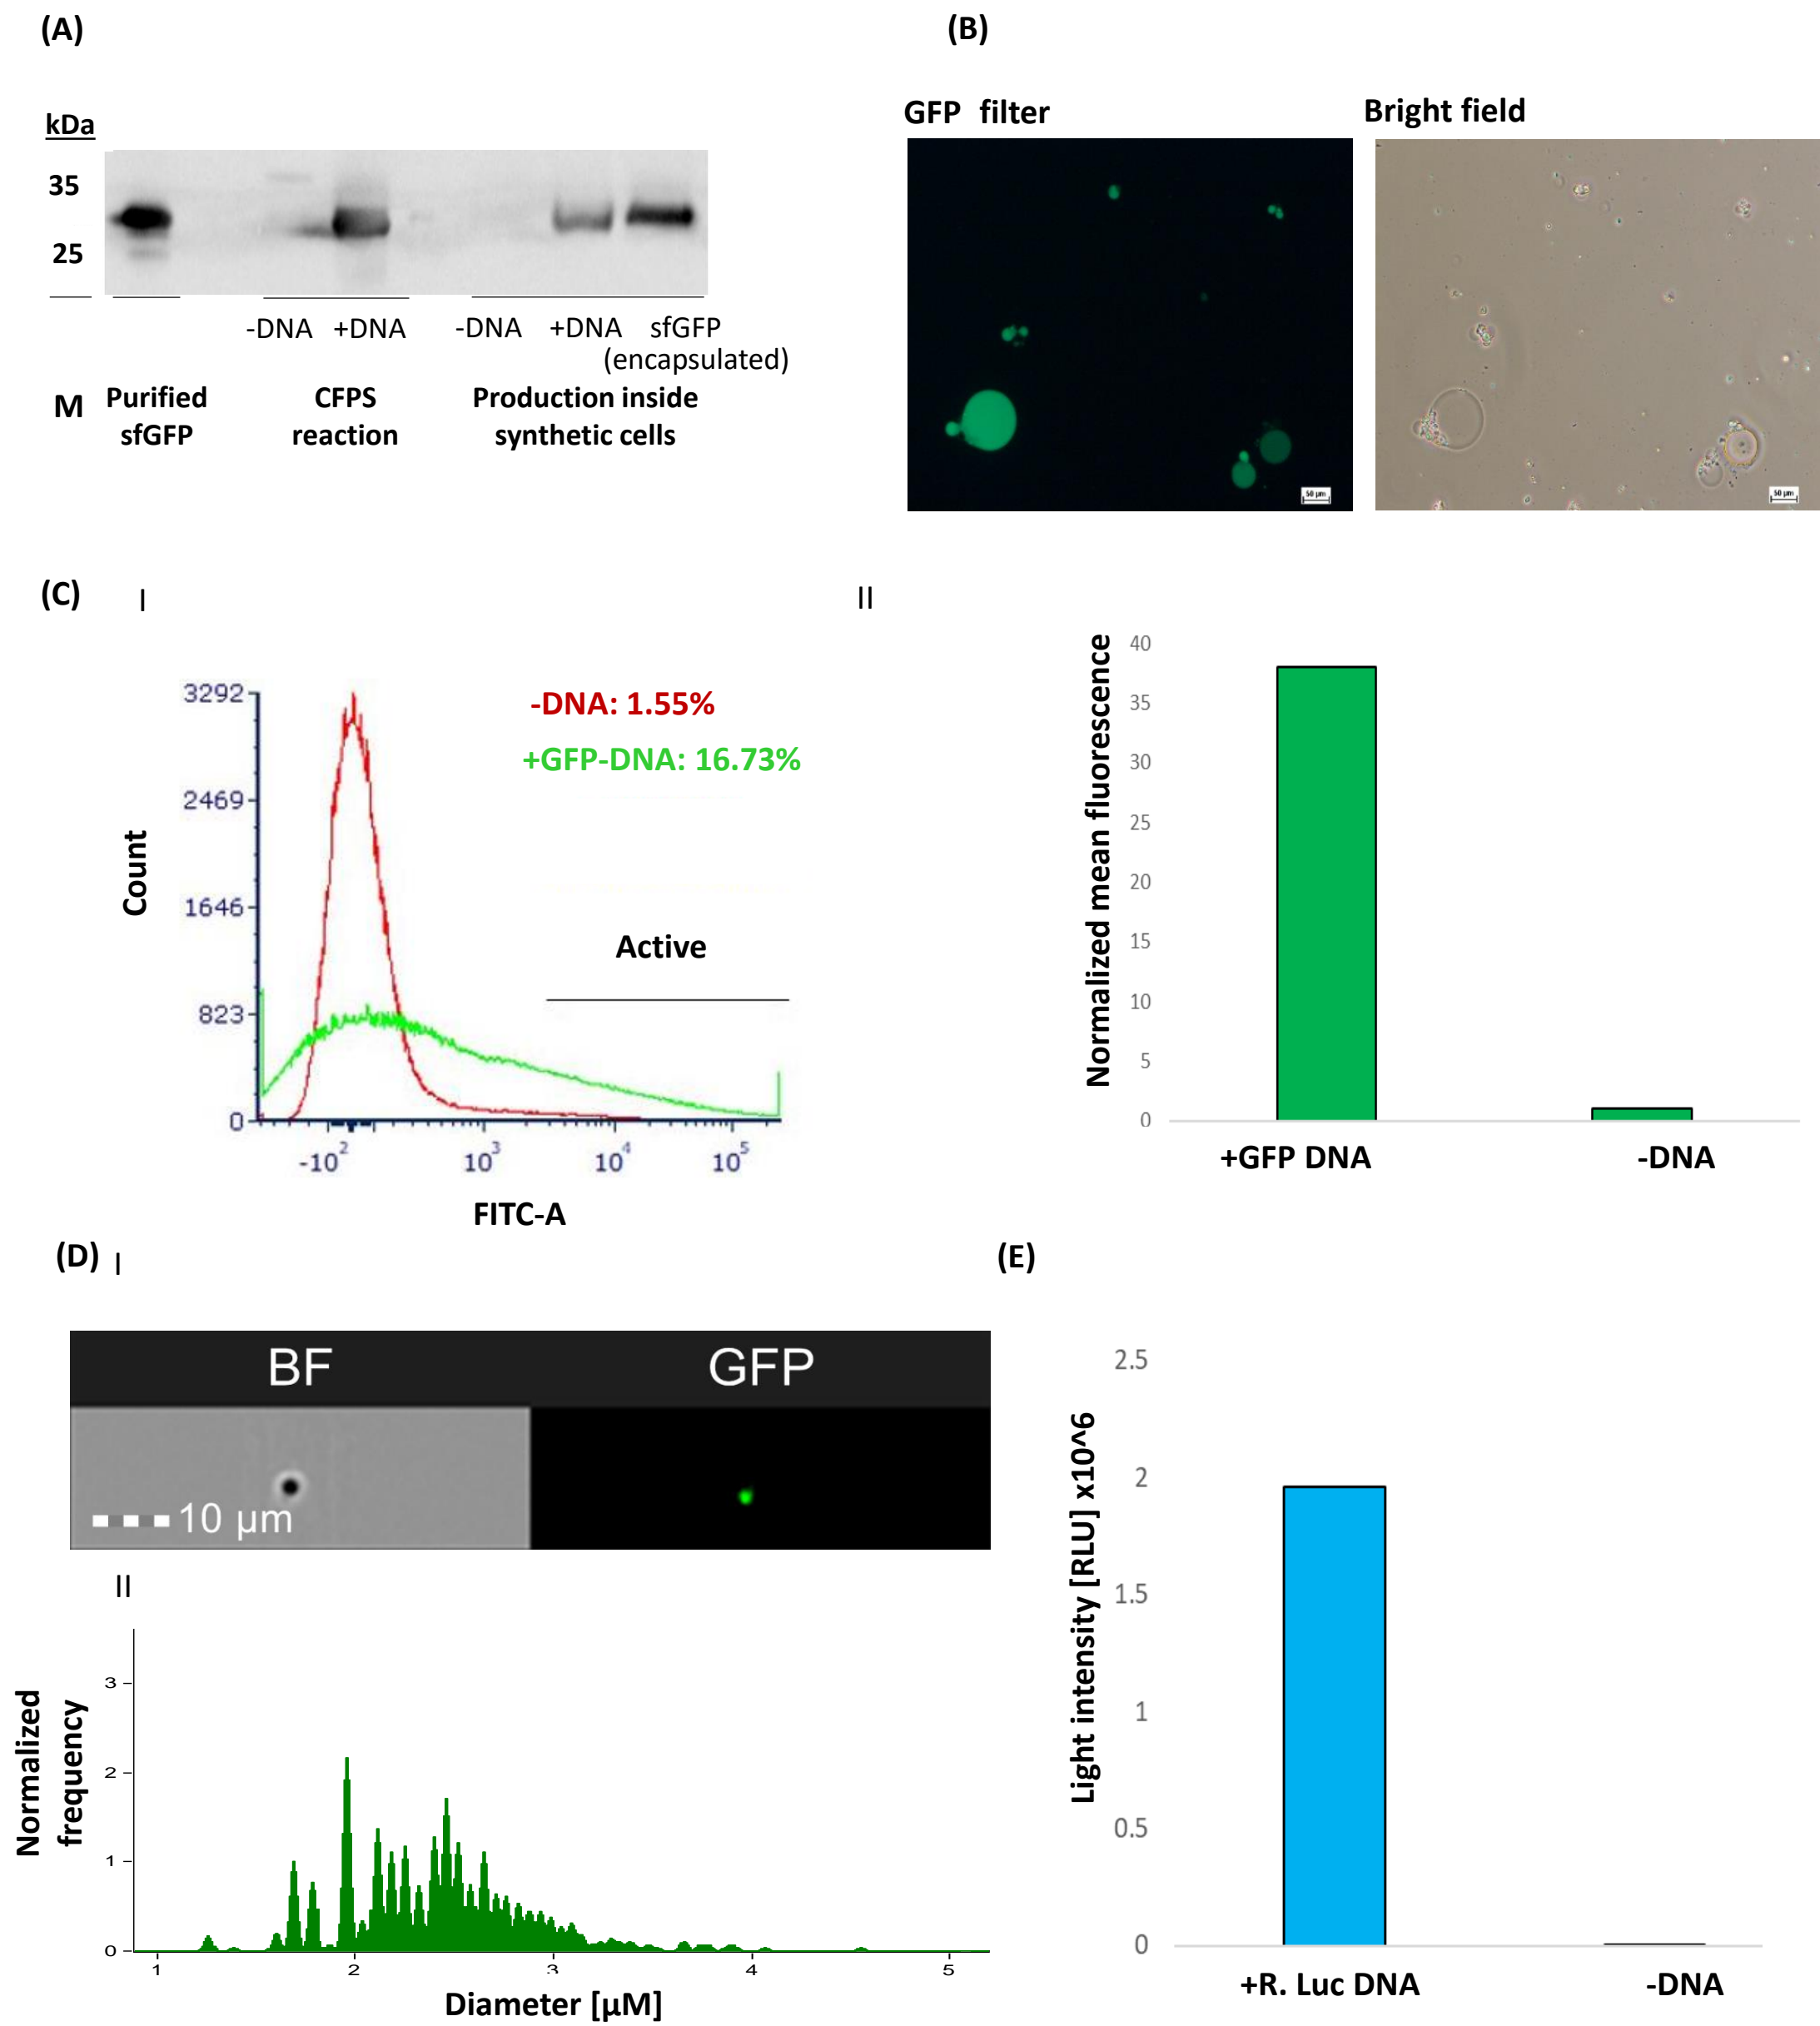 (A)
kDa
35
25
-DNA +DNA -DNA +DNA sfGFP
(encapsulated)
M Purified CFPS Production inside
sfGFP reaction synthetic cells
(B)
GFP filter Bright field
50 µm 50 µm
(C) I
3292
2469
1646
823
0
Count
-DNA: 1.55%
+GFP-DNA: 16.73%
Active
-10^2 10^3 10^4 10^5
FITC-A
II
Normalized mean fluorescence
40
35
30
25
20
15
10
5
0
+GFP DNA -DNA
(D) I
BF GFP
10 µm
II
Normalized
frequency
3
2
1
0
1 2 3 4 5
Diameter [µM]
(E)
Light intensity [RLU] x10^6
2.5
2
1.5
1
0.5
0
+R. Luc DNA -DNA